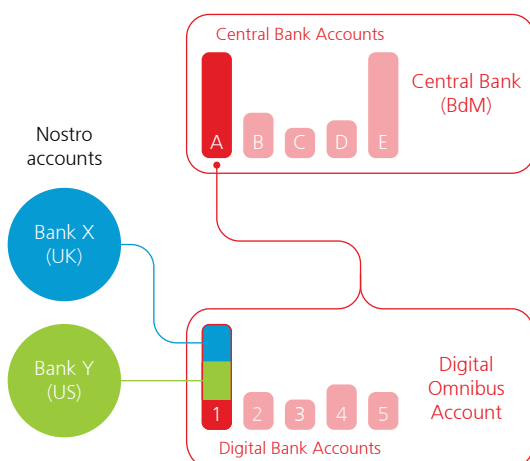 Central Bank Accounts
Central Bank
(BdM)
A
B
C
D
E
Nostro
accounts
Bank X
(UK)
Bank Y
(US)
1
2
3
4
5
Digital
Omnibus
Account
Digital Bank Accounts